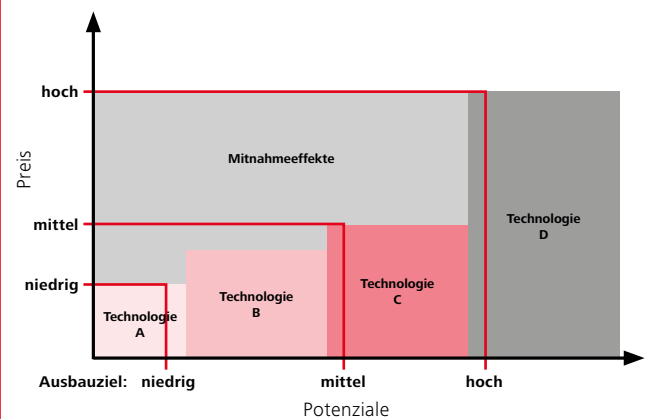 hoch
Mitnahmeeffekte
Preis
mittel
Technologie
D
niedrig
Technologie
A
Technologie
B
Technologie
C
Ausbauziel: niedrig mittel hoch
Potenziale